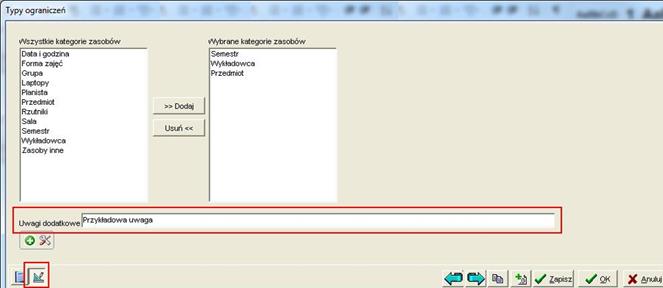 Typy ograniczeń
Wszystkie kategorie zasobów
Data i godzina
Forma zajęć
Grupa
Laptopy
Planista
Przedmiot
Rzutniki
Sala
Semestr
Wykładowca
Zasoby inne
>> Dodaj
Usuń <<
Wybrane kategorie zasobów
Semestr
Wykładowca
Przedmiot
Uwagi dodatkowe
Przykładowa uwaga
Zapisz
OK
Anuluj